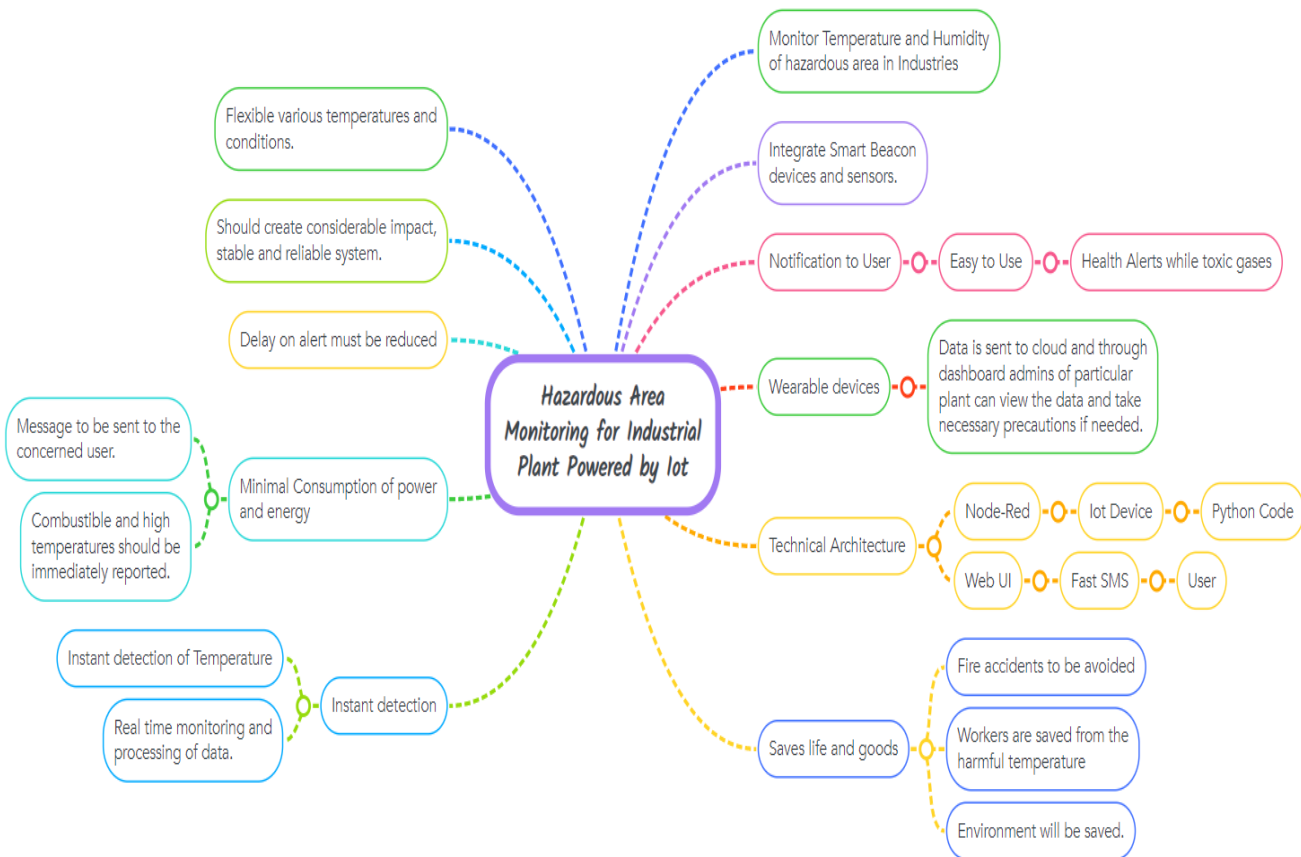 Hazardous Area
Monitoring for Industrial
Plant Powered by Iot
Monitor Temperature and Humidity
of hazardous area in Industries
Integrate Smart Beacon
devices and sensors.
Notification to User
Easy to Use
Health Alerts while toxic gases
Wearable devices
Data is sent to cloud and through
dashboard admins of particular
plant can view the data and take
necessary precautions if needed.
Technical Architecture
Node-Red
Iot Device
Python Code
Web UI
Fast SMS
User
Saves life and goods
Fire accidents to be avoided
Workers are saved from the
harmful temperature
Environment will be saved.
Flexible various temperatures and
conditions.
Should create considerable impact,
stable and reliable system.
Delay on alert must be reduced
Minimal Consumption of power
and energy
Message to be sent to the
concerned user.
Combustible and high
temperatures should be
immediately reported.
Instant detection
Instant detection of Temperature
Real time monitoring and
processing of data.